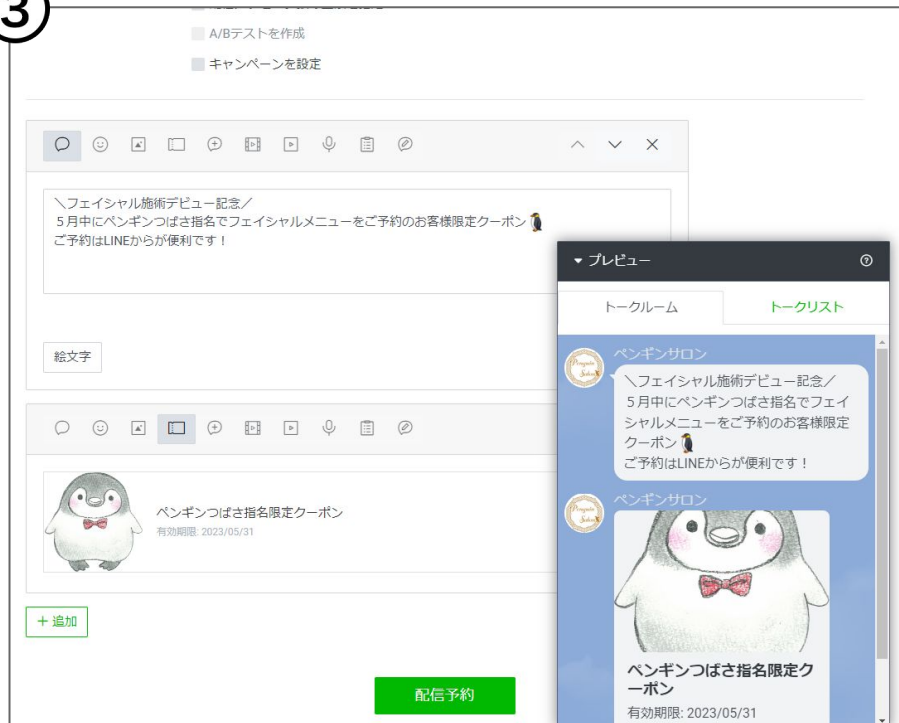 ③
A/Bテストを作成
キャンペーンを設定
＼フェイシャル施術デビュー記念／
５月中にペンギンつばさ指名でフェイシャルメニューをご予約のお客様限定クーポン🐧
ご予約はLINEからが便利です！
絵文字
ペンギンつばさ指名限定クーポン
有効期限: 2023/05/31
＋追加
配信予約
プレビュー
トークルーム
トークリスト
ペンギンサロン
＼フェイシャル施術デビュー記念／
５月中にペンギンつばさ指名でフェイ
シャルメニューをご予約のお客様限定
クーポン🐧
ご予約はLINEからが便利です！
ペンギンサロン
ペンギンつばさ指名限定ク
ーポン
有効期限: 2023/05/31